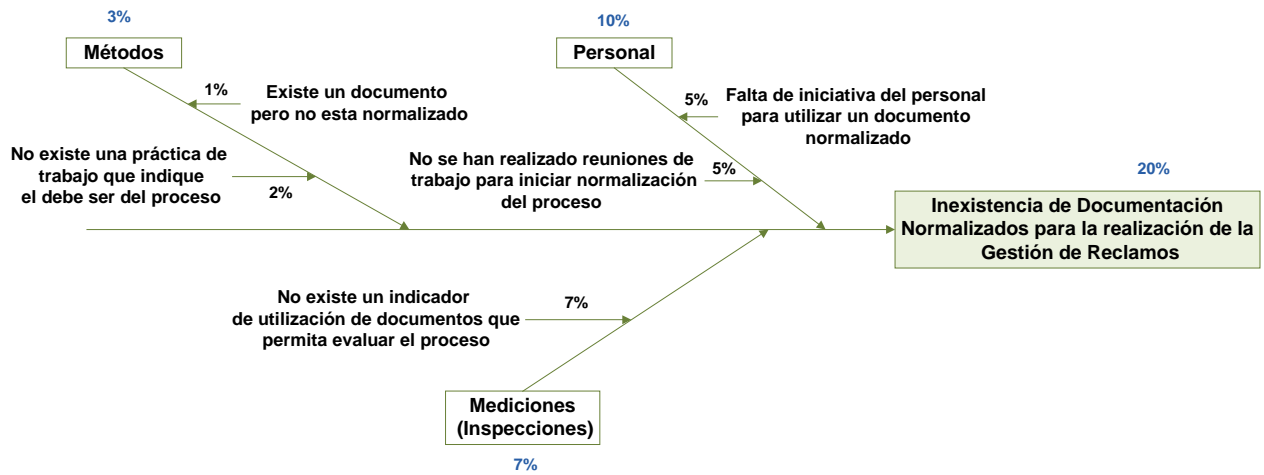 3%
Métodos
1%
Existe un documento
pero no esta normalizado
No existe una práctica de
trabajo que indique
el debe ser del proceso
2%
10%
Personal
5%
Falta de iniciativa del personal
para utilizar un documento
normalizado
No se han realizado reuniones de
trabajo para iniciar normalización
del proceso
5%
20%
Inexistencia de Documentación
Normalizados para la realización de la
Gestión de Reclamos
No existe un indicador
de utilización de documentos que
permita evaluar el proceso
7%
Mediciones
(Inspecciones)
7%